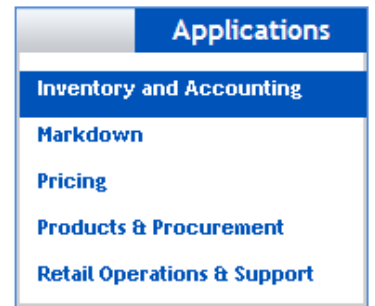 Applications
Inventory and Accounting
Markdown
Pricing
Products & Procurement
Retail Operations & Support